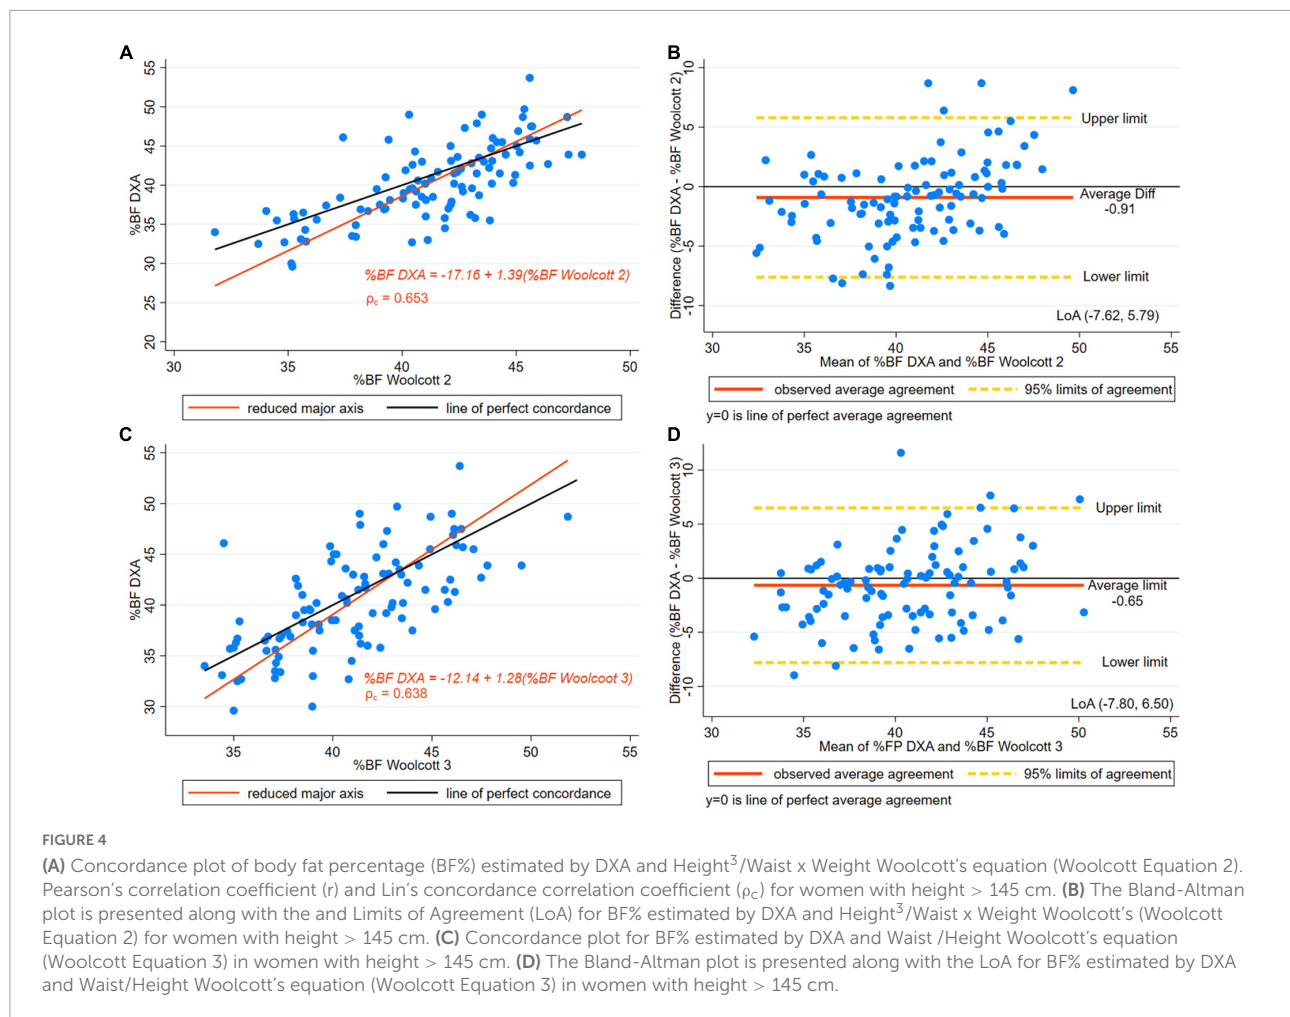 A
%BF DXA
55
50
45
40
35
30
25
20
30
35
40
45
50
%BF DXA = -17.16 + 1.39(%BF Woolcott 2)
ρc = 0.653
%BF Woolcott 2
reduced major axis
line of perfect concordance
B
Difference (%BF DXA - %BF Woolcott 2)
10
5
0
-5
-10
30
35
40
45
50
55
Upper limit
Average Diff
-0.91
Lower limit
LoA (-7.62, 5.79)
Mean of %BF DXA and %BF Woolcott 2
observed average agreement
95% limits of agreement
y=0 is line of perfect average agreement
C
%BF DXA
55
50
45
40
35
30
35
40
45
50
55
%BF DXA = -12.14 + 1.28(%BF Woolcoot 3)
ρc = 0.638
%BF Woolcott 3
reduced major axis
line of perfect concordance
D
Difference (%BF DXA - %BF Woolcott 3)
10
5
0
-5
-10
30
35
40
45
50
55
Upper limit
Average limit
-0.65
Lower limit
LoA (-7.80, 6.50)
Mean of %FP DXA and %BF Woolcott 3
observed average agreement
95% limits of agreement
y=0 is line of perfect average agreement
FIGURE 4
(A) Concordance plot of body fat percentage (BF%) estimated by DXA and Height³/Waist x Weight Woolcott's equation (Woolcott Equation 2).
Pearson's correlation coefficient (r) and Lin's concordance correlation coefficient (ρC) for women with height > 145 cm. (B) The Bland-Altman
plot is presented along with the and Limits of Agreement (LoA) for BF% estimated by DXA and Height³/Waist x Weight Woolcott's (Woolcott
Equation 2) for women with height > 145 cm. (C) Concordance plot for BF% estimated by DXA and Waist /Height Woolcott's equation
(Woolcott Equation 3) in women with height > 145 cm. (D) The Bland-Altman plot is presented along with the LoA for BF% estimated by DXA
and Waist/Height Woolcott's equation (Woolcott Equation 3) in women with height > 145 cm.